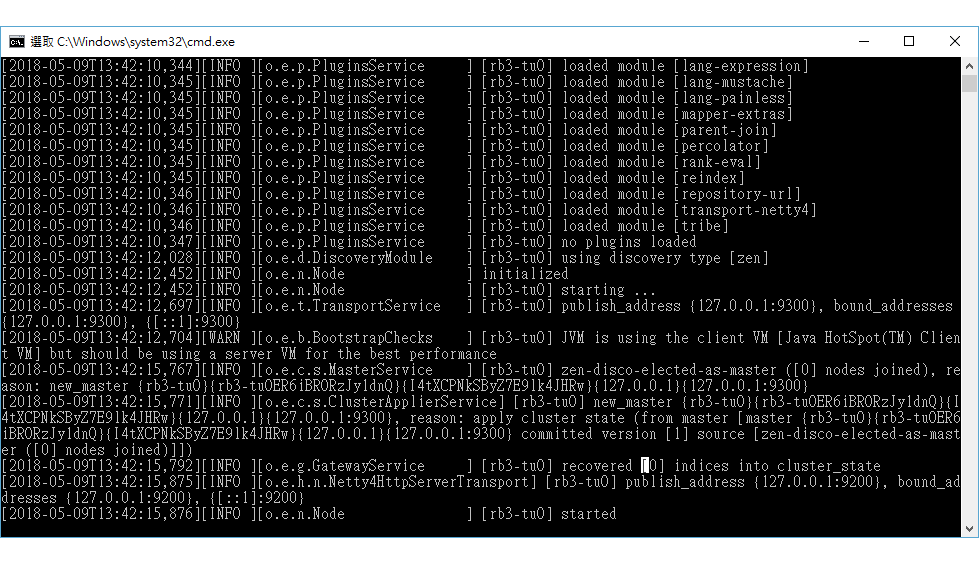 選取 C:\Windows\system32\cmd.exe
[2018-05-09T13:42:10,344][INFO ][o.e.p.PluginsService     ] [rb3-tu0] loaded module [lang-expression]
[2018-05-09T13:42:10,345][INFO ][o.e.p.PluginsService     ] [rb3-tu0] loaded module [lang-mustache]
[2018-05-09T13:42:10,345][INFO ][o.e.p.PluginsService     ] [rb3-tu0] loaded module [lang-painless]
[2018-05-09T13:42:10,345][INFO ][o.e.p.PluginsService     ] [rb3-tu0] loaded module [mapper-extras]
[2018-05-09T13:42:10,345][INFO ][o.e.p.PluginsService     ] [rb3-tu0] loaded module [parent-join]
[2018-05-09T13:42:10,345][INFO ][o.e.p.PluginsService     ] [rb3-tu0] loaded module [percolator]
[2018-05-09T13:42:10,345][INFO ][o.e.p.PluginsService     ] [rb3-tu0] loaded module [rank-eval]
[2018-05-09T13:42:10,345][INFO ][o.e.p.PluginsService     ] [rb3-tu0] loaded module [reindex]
[2018-05-09T13:42:10,346][INFO ][o.e.p.PluginsService     ] [rb3-tu0] loaded module [repository-url]
[2018-05-09T13:42:10,346][INFO ][o.e.p.PluginsService     ] [rb3-tu0] loaded module [transport-netty4]
[2018-05-09T13:42:10,346][INFO ][o.e.p.PluginsService     ] [rb3-tu0] loaded module [tribe]
[2018-05-09T13:42:10,347][INFO ][o.e.p.PluginsService     ] [rb3-tu0] no plugins loaded
[2018-05-09T13:42:12,028][INFO ][o.e.d.DiscoveryModule    ] [rb3-tu0] using discovery type [zen]
[2018-05-09T13:42:12,452][INFO ][o.e.n.Node               ] initialized
[2018-05-09T13:42:12,452][INFO ][o.e.n.Node               ] [rb3-tu0] starting ...
[2018-05-09T13:42:12,697][INFO ][o.e.t.TransportService   ] [rb3-tu0] publish_address {127.0.0.1:9300}, bound_addresses
{127.0.0.1:9300}, {[::1]:9300}
[2018-05-09T13:42:12,704][WARN ][o.e.b.BootstrapChecks    ] [rb3-tu0] JVM is using the client VM [Java HotSpot(TM) Clien
t VM] but should be using a server VM for the best performance
[2018-05-09T13:42:15,767][INFO ][o.e.c.s.MasterService    ] [rb3-tu0] zen-disco-elected-as-master ([0] nodes joined), re
ason: new_master {rb3-tu0}{rb3-tuOER6iBRORzJyldnQ}{I4tXCPNkSByZ7E9lk4JHRw}{127.0.0.1}{127.0.0.1:9300}
[2018-05-09T13:42:15,771][INFO ][o.e.c.s.ClusterApplierService] [rb3-tu0] new_master {rb3-tu0}{rb3-tuOER6iBRORzJyldnQ}{I
4tXCPNkSByZ7E9lk4JHRw}{127.0.0.1}{127.0.0.1:9300}, reason: apply cluster state (from master [master {rb3-tu0}{rb3-tuOER6
iBRORzJyldnQ}{I4tXCPNkSByZ7E9lk4JHRw}{127.0.0.1}{127.0.0.1:9300} committed version [1] source [zen-disco-elected-as-mast
er ([0] nodes joined)]])
[2018-05-09T13:42:15,792][INFO ][o.e.g.GatewayService     ] [rb3-tu0] recovered [0] indices into cluster_state
[2018-05-09T13:42:15,875][INFO ][o.e.h.n.Netty4HttpServerTransport] [rb3-tu0] publish_address {127.0.0.1:9200}, bound_ad
dresses {127.0.0.1:9200}, {[::1]:9200}
[2018-05-09T13:42:15,876][INFO ][o.e.n.Node               ] [rb3-tu0] started